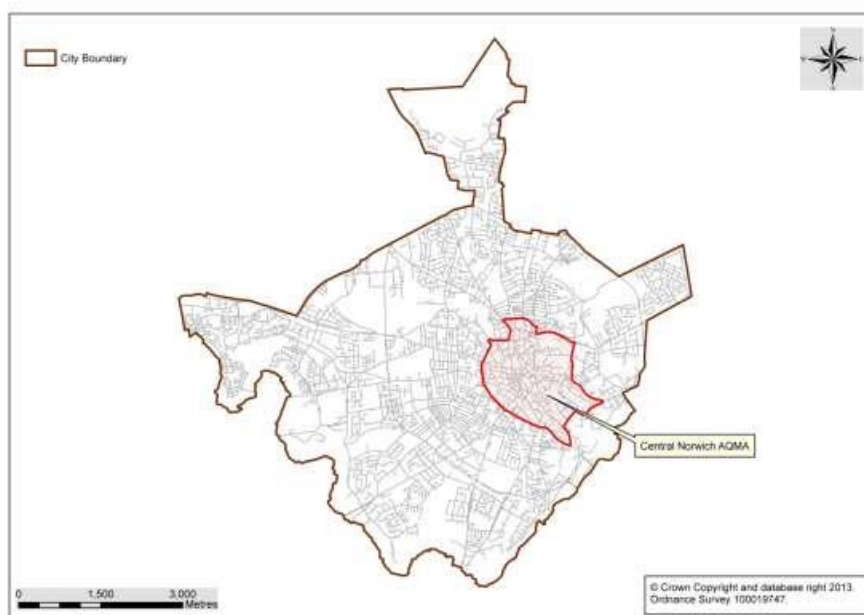 City Boundary
N
W
E
S
Central Norwich AQMA
0 1,500 3,000
Metres
© Crown Copyright and database right 2013.
Ordnance Survey 100019747.